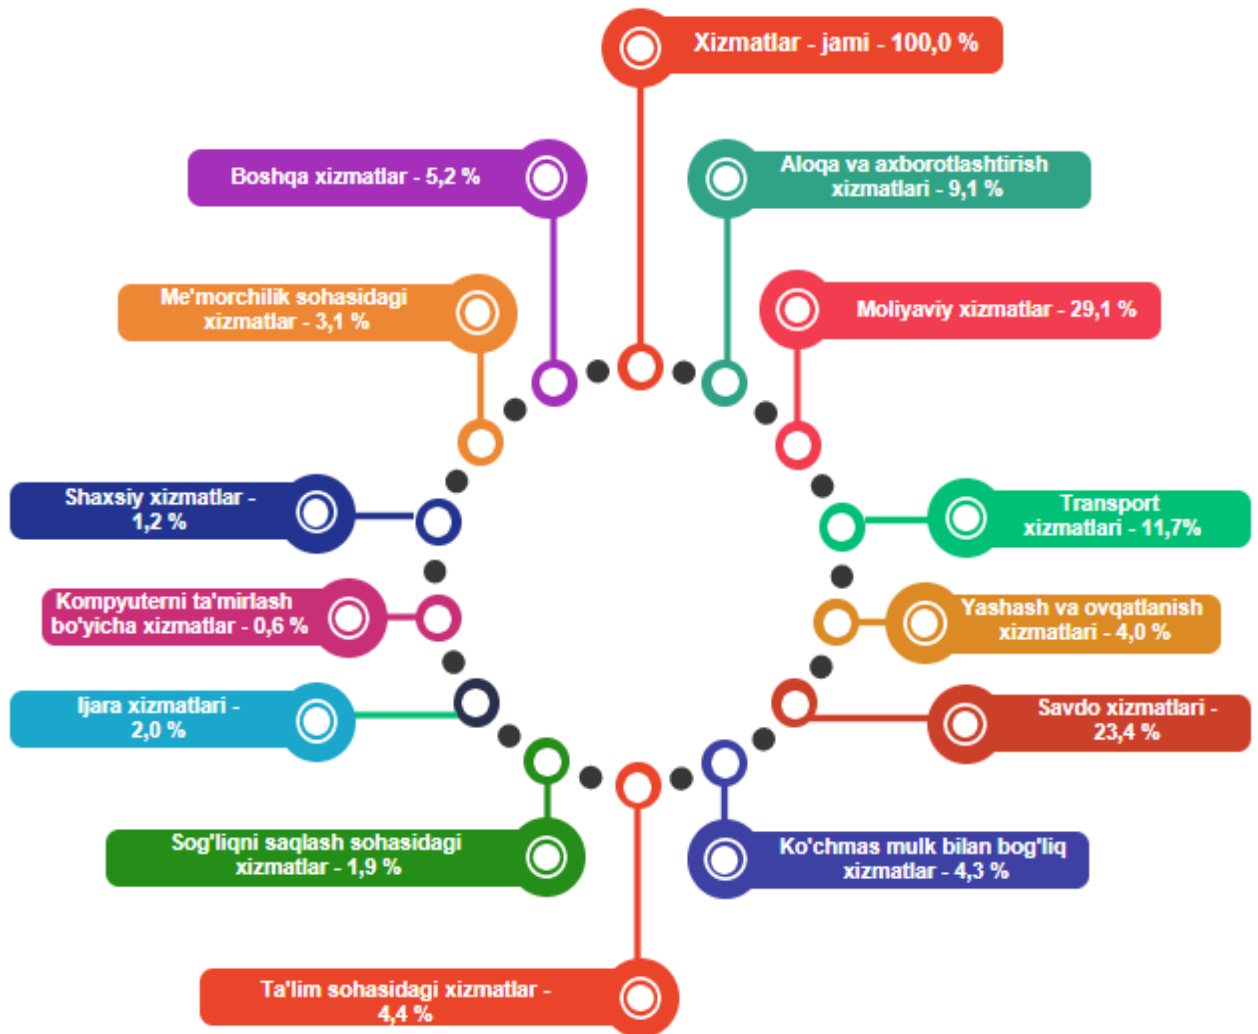 Xizmatlar - jami - 100,0 %
Boshqa xizmatlar - 5,2 %
Aloqa va axborotlashtirish
xizmatlari - 9,1 %
Me'morchilik sohasidagi
xizmatlar - 3,1 %
Moliyaviy xizmatlar - 29,1 %
Shaxsiy xizmatlar -
1,2 %
Transport
xizmatlari - 11,7%
Kompyuterni ta'mirlash
bo'yicha xizmatlar - 0,6 %
Yashash va ovqatlanish
xizmatlari - 4,0 %
Ijara xizmatlari -
2,0 %
Savdo xizmatlari -
23,4 %
Sog'liqni saqlash sohasidagi
xizmatlar - 1,9 %
Ko'chmas mulk bilan bog'liq
xizmatlar - 4,3 %
Ta'lim sohasidagi xizmatlar -
4,4 %